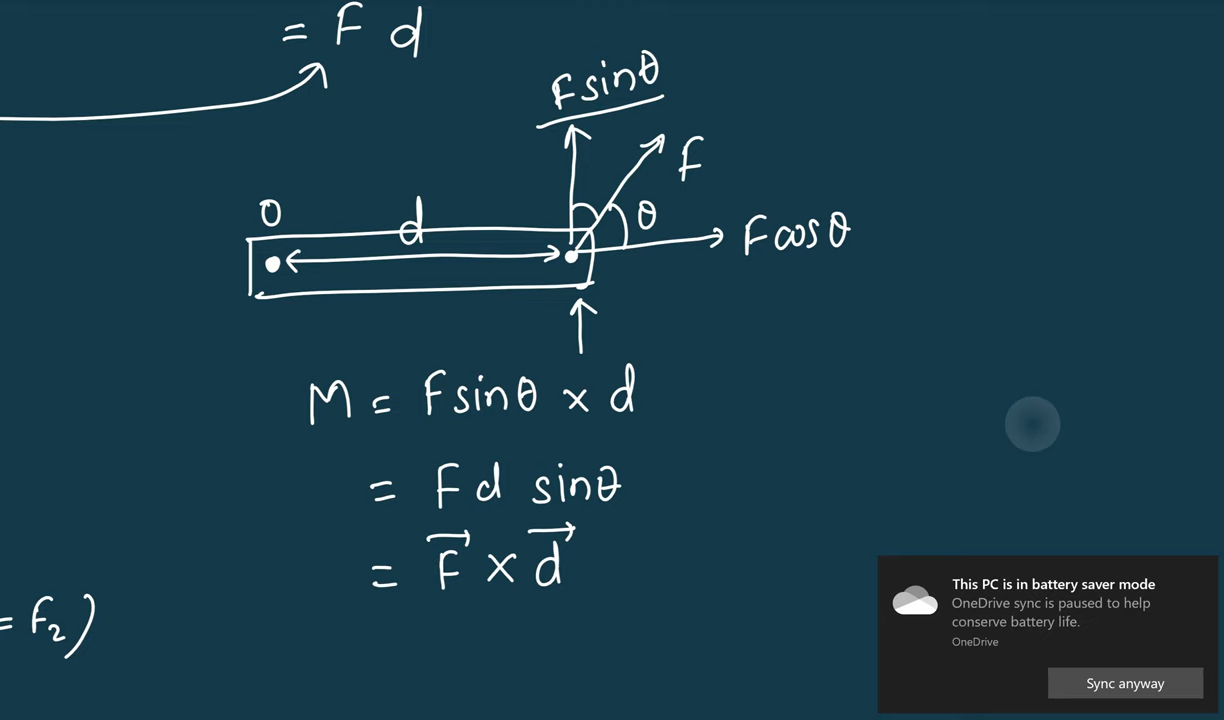 = F d
F sinθ
F
O
d
θ
F cosθ
M = F sinθ × d
= F d sinθ
= F⃗ × d⃗
= F₂)
This PC is in battery saver mode
OneDrive sync is paused to help
conserve battery life.
OneDrive
Sync anyway